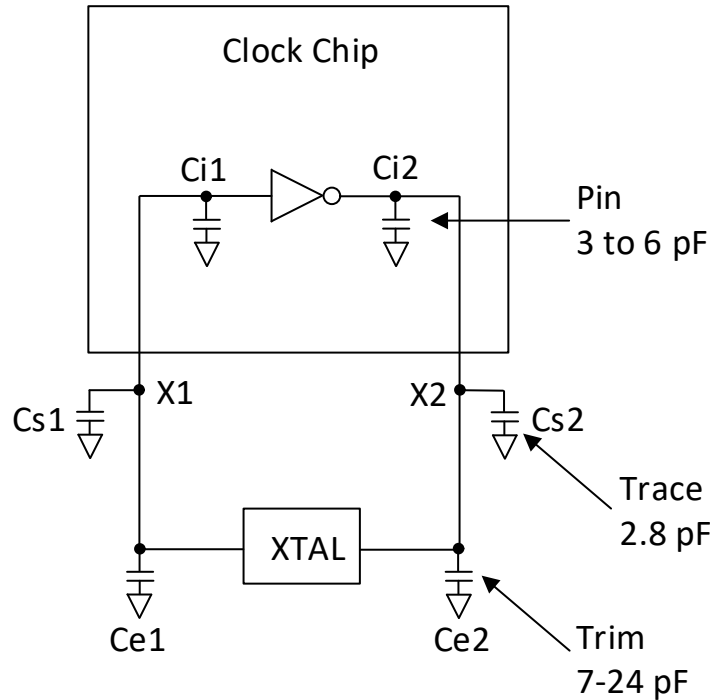 Clock Chip
Ci1
Ci2
Pin
3 to 6 pF
X1
X2
Cs1
Cs2
Trace
2.8 pF
XTAL
Ce1
Ce2
Trim
7-24 pF